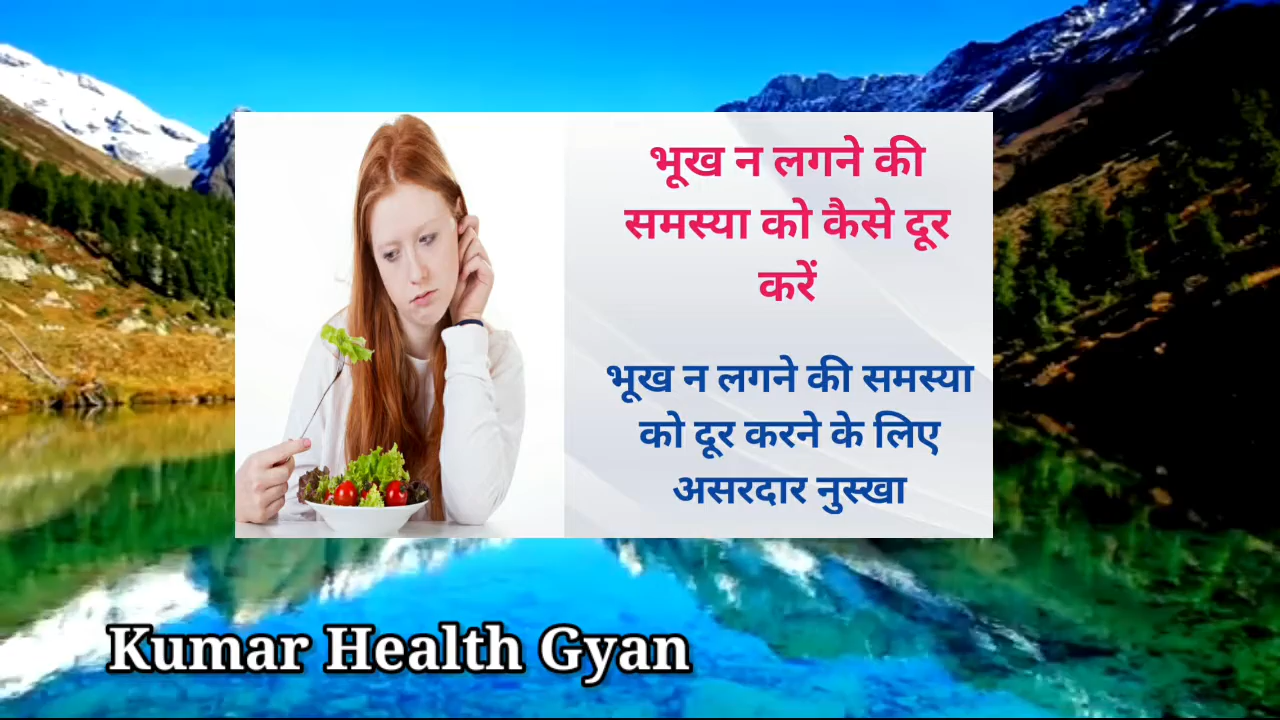 भूख न लगने की
समस्या को कैसे दूर
करें
भूख न लगने की समस्या
को दूर करने के लिए
असरदार नुस्खा
Kumar Health Gyan